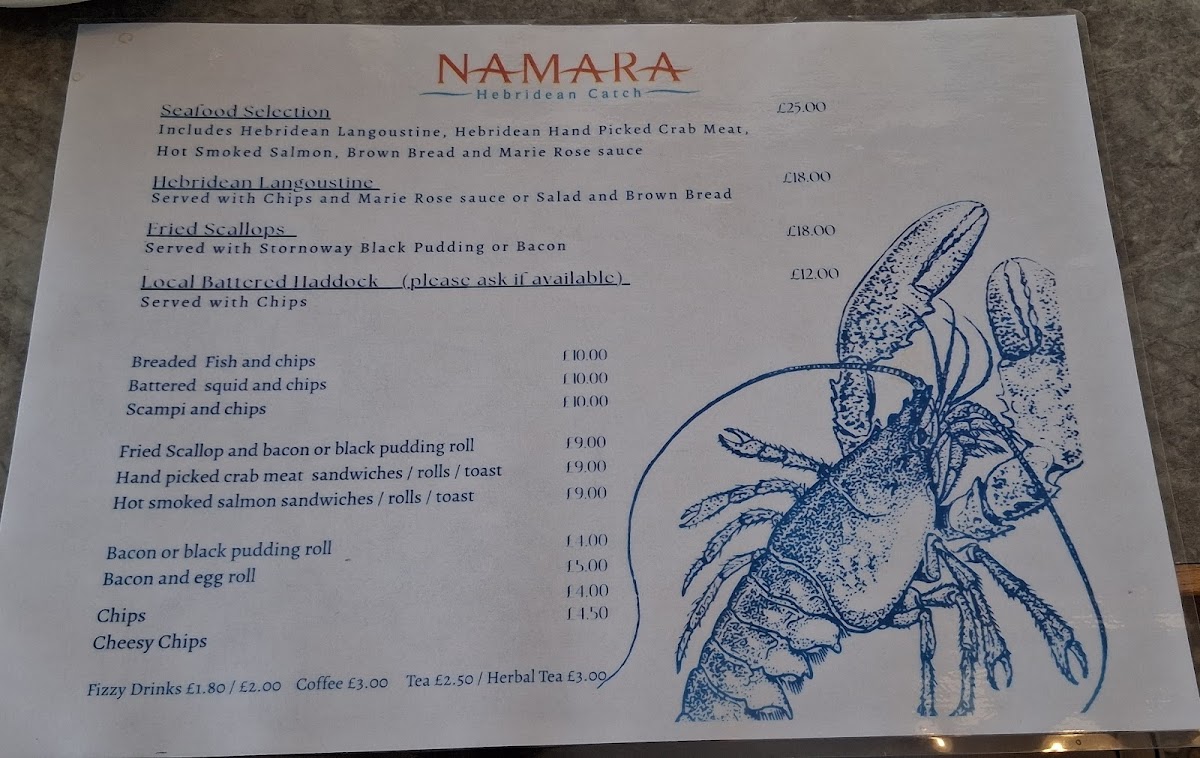 NAMARA
Hebridean Catch
Seafood Selection £25.00
Includes Hebridean Langoustine, Hebridean Hand Picked Crab Meat,
Hot Smoked Salmon, Brown Bread and Marie Rose sauce
Hebridean Langoustine £18.00
Served with Chips and Marie Rose sauce or Salad and Brown Bread
Fried Scallops £18.00
Served with Stornoway Black Pudding or Bacon
Local Battered Haddock (please ask if available) £12.00
Served with Chips
Breaded Fish and chips £10.00
Battered squid and chips £10.00
Scampi and chips £10.00
Fried Scallop and bacon or black pudding roll £9.00
Hand picked crab meat sandwiches / rolls / toast £9.00
Hot smoked salmon sandwiches / rolls / toast £9.00
Bacon or black pudding roll £4.00
Bacon and egg roll £5.00
Chips £4.00
Cheesy Chips £4.50
Fizzy Drinks £1.80 / £2.00 Coffee £3.00 Tea £2.50 / Herbal Tea £3.00